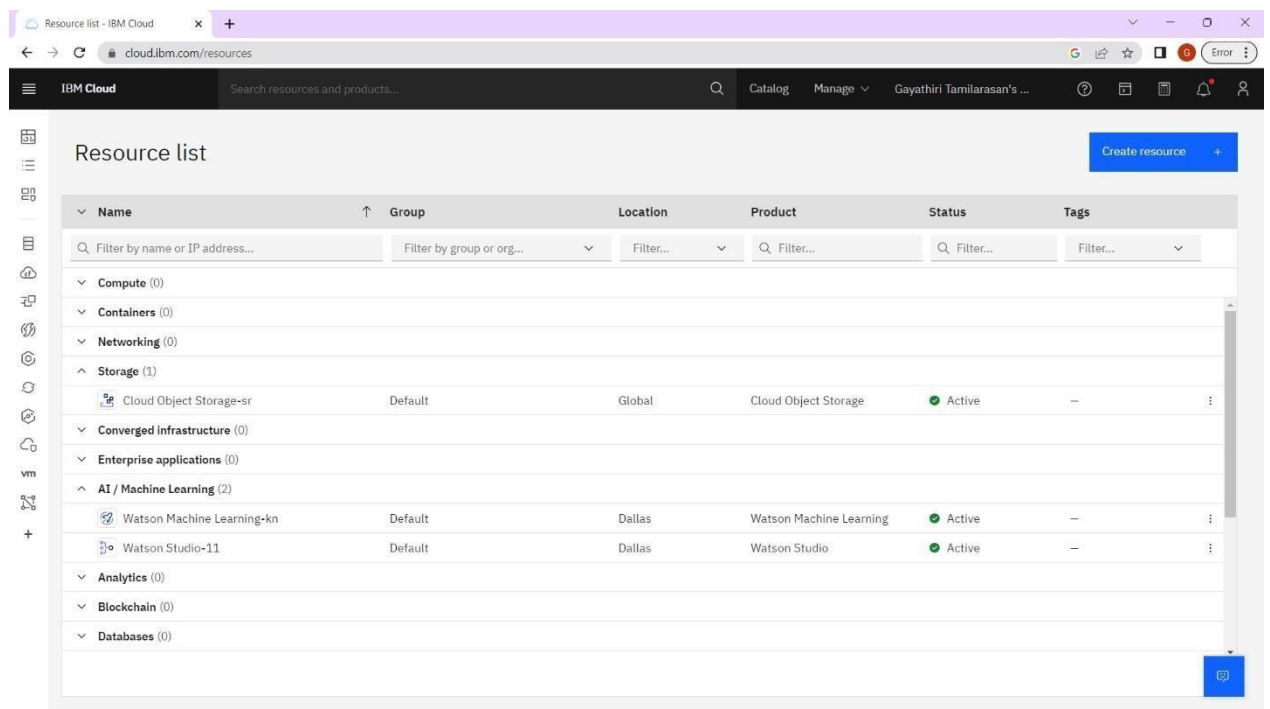 Resource list - IBM Cloud
cloud.ibm.com/resources
G Error
IBM Cloud Search resources and products... Catalog Manage Gayathiri Tamilarasan's ...
Resource list
Create resource +
Name Group Location Product Status Tags
Filter by name or IP address... Filter by group or org... Filter... Filter... Filter... Filter...
Compute (0)
Containers (0)
Networking (0)
Storage (1)
Cloud Object Storage-sr Default Global Cloud Object Storage Active –
Converged infrastructure (0)
Enterprise applications (0)
AI / Machine Learning (2)
vm
Watson Machine Learning-kn Default Dallas Watson Machine Learning Active –
Watson Studio-11 Default Dallas Watson Studio Active –
Analytics (0)
Blockchain (0)
Databases (0)